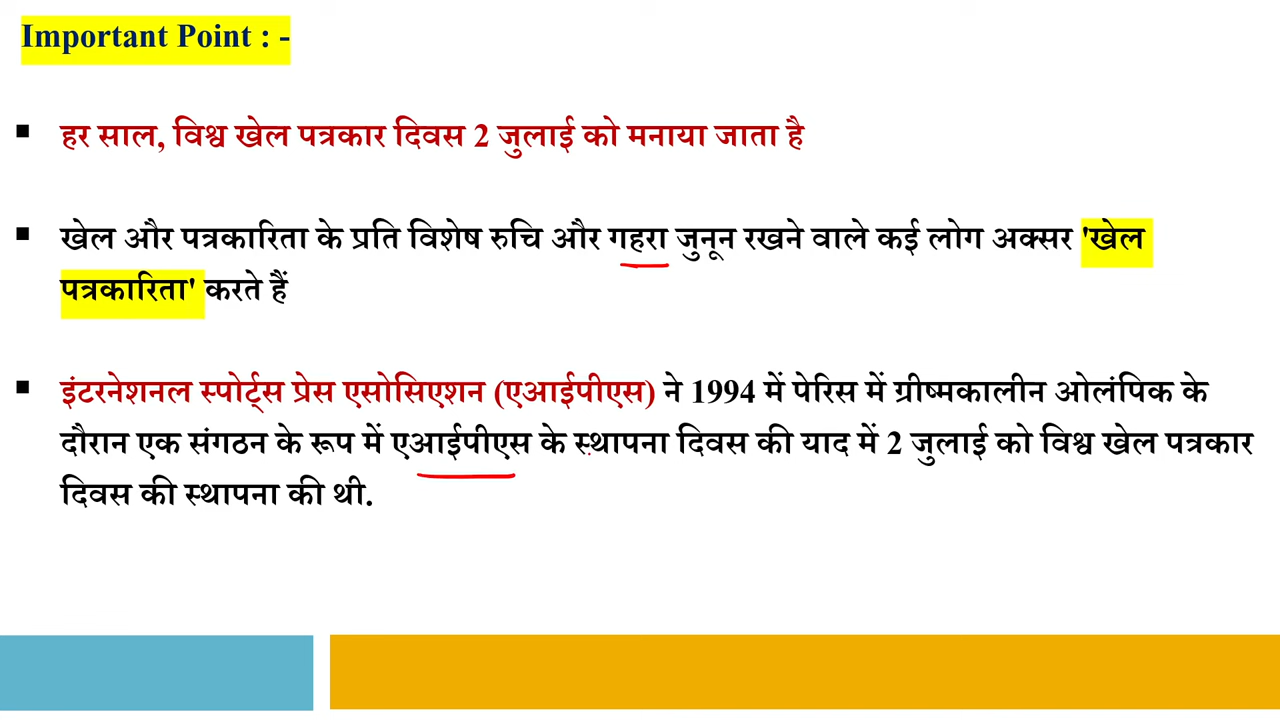 Important Point : -
हर साल, विश्व खेल पत्रकार दिवस 2 जुलाई को मनाया जाता है
खेल और पत्रकारिता के प्रति विशेष रुचि और गहरा जुनून रखने वाले कई लोग अक्सर 'खेल
पत्रकारिता' करते हैं
इंटरनेशनल स्पोर्ट्स प्रेस एसोसिएशन (एआईपीएस) ने 1994 में पेरिस में ग्रीष्मकालीन ओलंपिक के
दौरान एक संगठन के रूप में एआईपीएस के स्थापना दिवस की याद में 2 जुलाई को विश्व खेल पत्रकार
दिवस की स्थापना की थी.